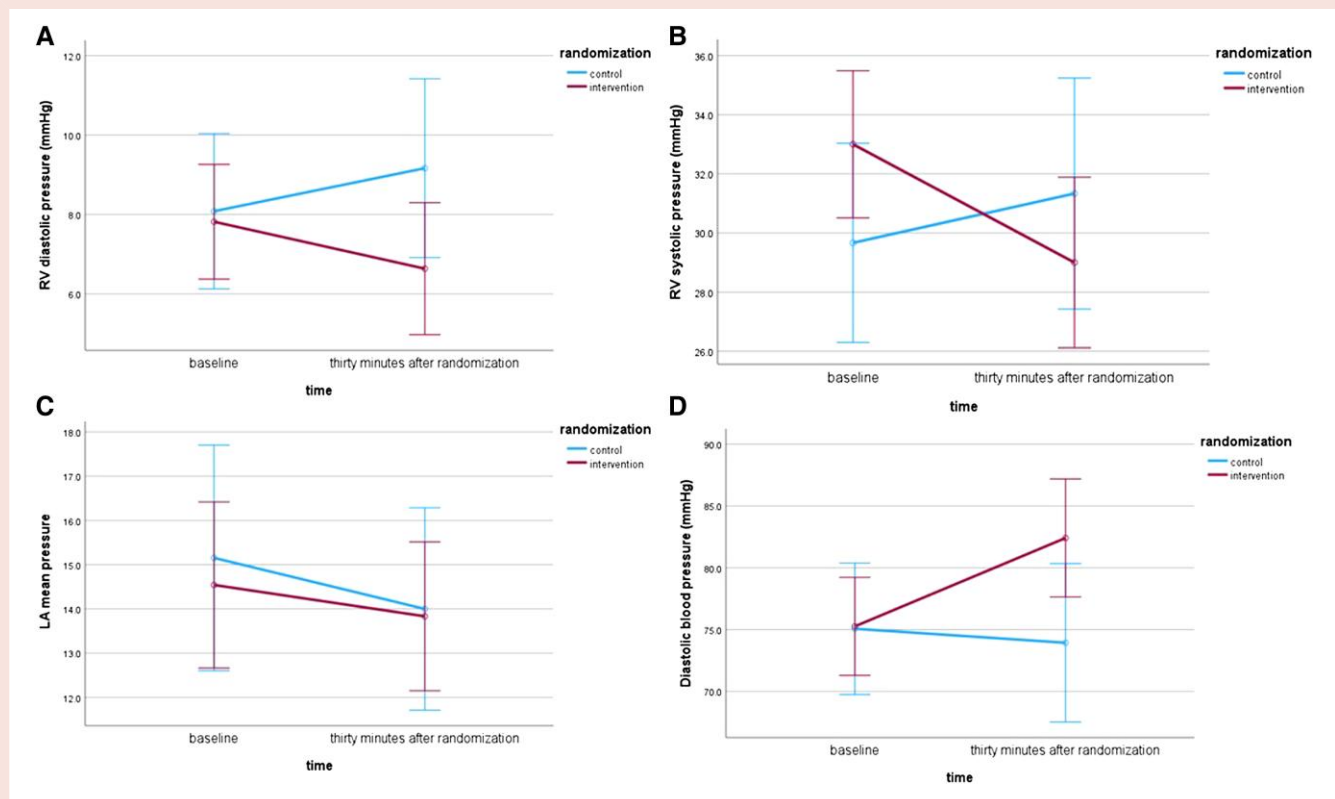 A
RV diastolic pressure (mmHg)
12.0
10.0
8.0
6.0
baseline
thirty minutes after randomization
time
randomization
control
intervention
B
RV systolic pressure (mmHg)
36.0
34.0
32.0
30.0
28.0
26.0
baseline
thirty minutes after randomization
time
randomization
control
intervention
C
LA mean pressure
18.0
17.0
16.0
15.0
14.0
13.0
12.0
baseline
thirty minutes after randomization
time
randomization
control
intervention
D
Diastolic blood pressure (mmHg)
90.0
85.0
80.0
75.0
70.0
baseline
thirty minutes after randomization
time
randomization
control
intervention